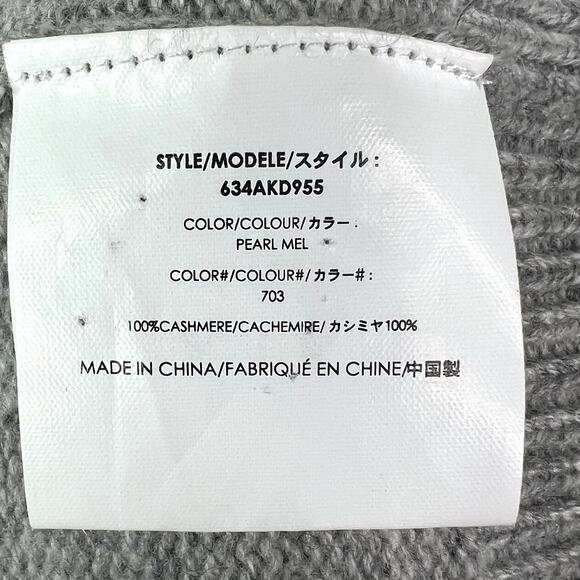 STYLE/MODELE/スタイル :
634AKD955
COLOR/COLOUR/カラー :
PEARL MEL
COLOR#/COLOUR#/カラー# :
703
100%CASHMERE/CACHEMIRE/ カシミヤ100%
MADE IN CHINA/FABRIQUÉ EN CHINE/中国製